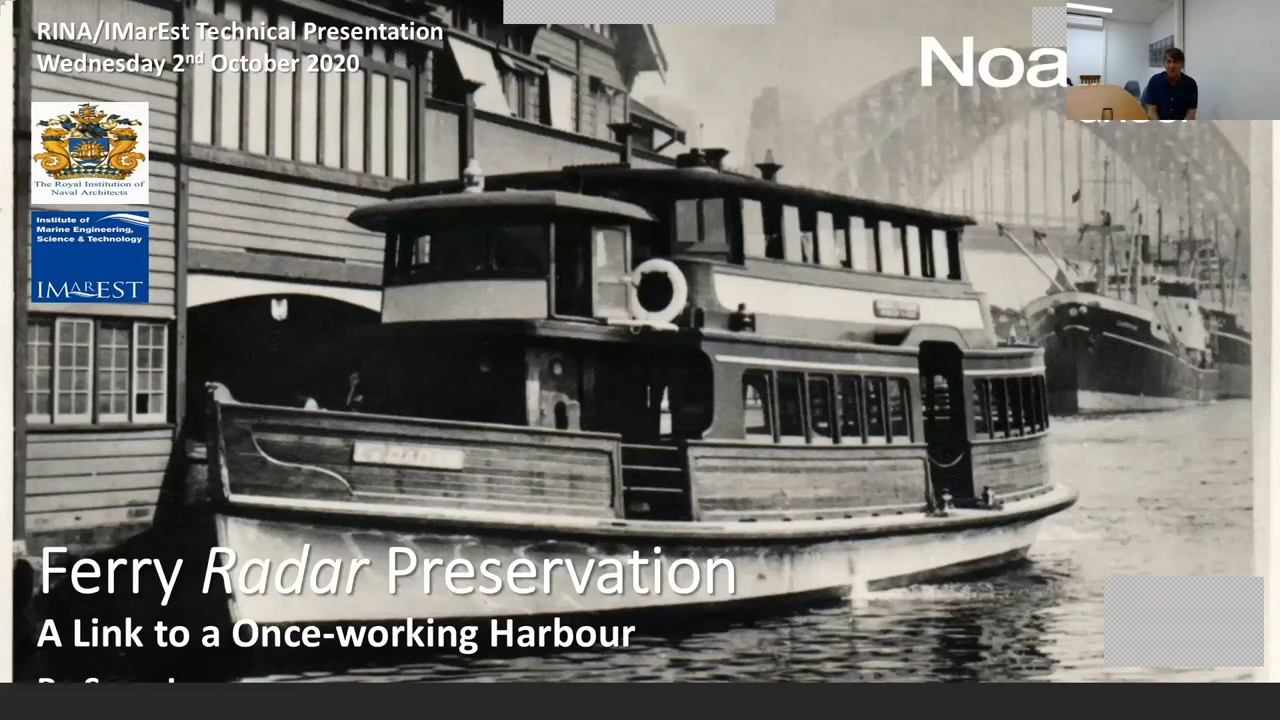 RINA/IMarEst Technical Presentation
Wednesday 2nd October 2020
Noa
The Royal Institution of
Naval Architects
Institute of
Marine Engineering,
Science & Technology
IMAREST
Ferry Radar Preservation
A Link to a Once-working Harbour